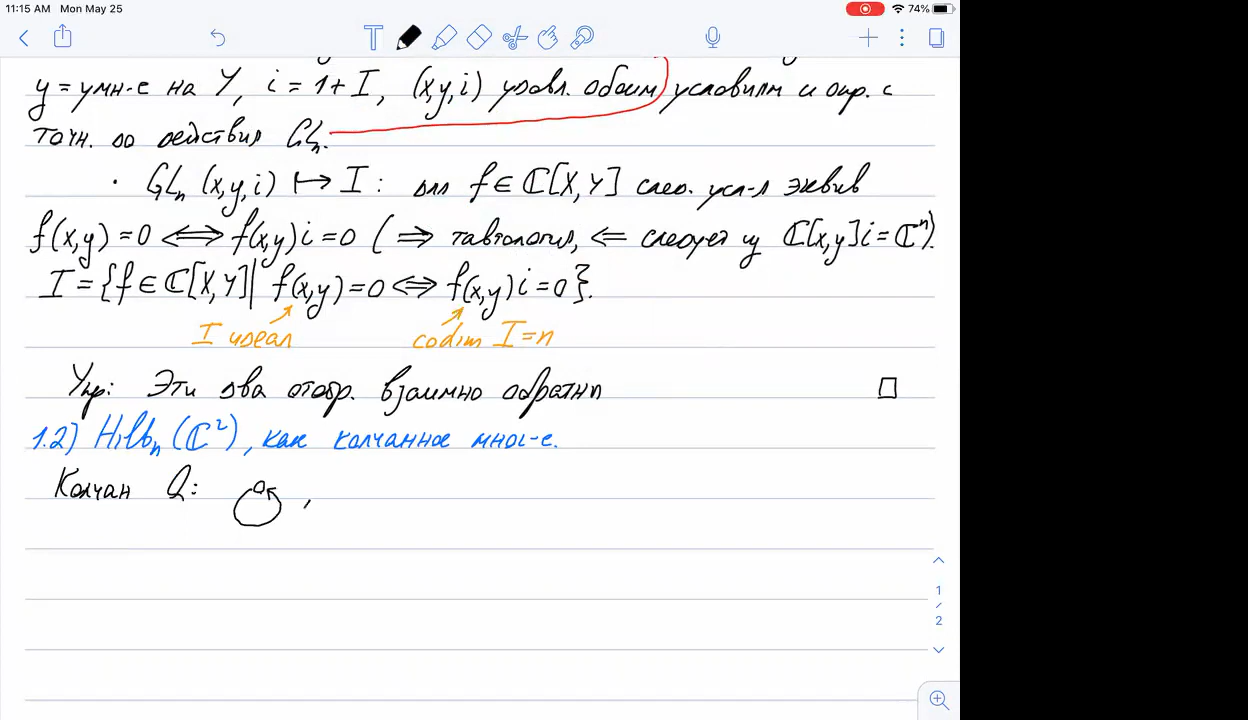 11:15 AM Mon May 25
74%
y = умн-е на Y, i = 1 + I, (x,y,i) удовл. обоим условиям и опр. с
точн. до действия GLₙ.
· GLₙ (x,y,i) ↦ I : для f ∈ ℂ[X,Y] след. усл-я эквив
f(x,y) = 0 ⟺ f(x,y) i = 0 (⇒ тавтология, ⇐ следует из ℂ[x,y]i = ℂⁿ).
I = {f ∈ ℂ[X,Y] | f(x,y) = 0 ⟺ f(x,y) i = 0}.
I идеал codim I = n
Упр: Эти два отобр. взаимно обратны □
1.2) Hilbₙ(ℂ²), как колчанное мног-е.
Колчан Q: ,
1
/
2